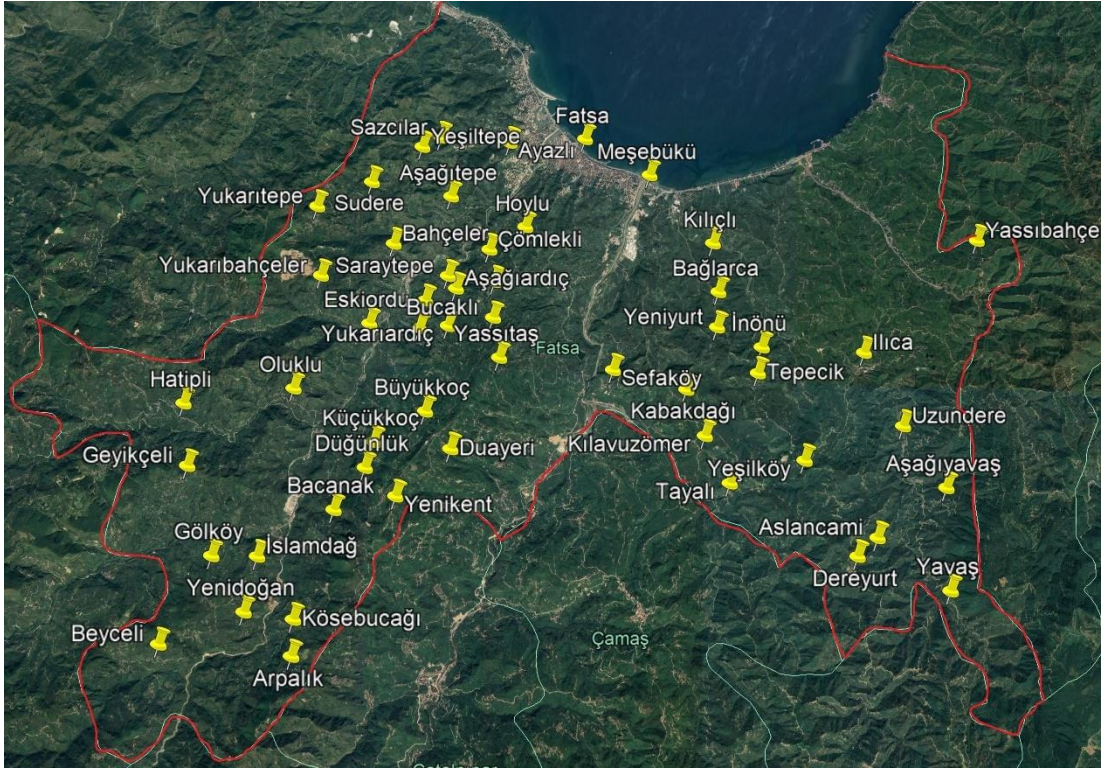 Fatsa
Sazcılar
Yeşiltepe
Ayazlı
Meşebükü
Aşağıtepe
Yukarıtepe
Sudere
Hoylu
Kılıçlı
Yassıbahçe
Bahçeler
Çömlekli
Yukarıbahçeler
Saraytepe
Aşağıardıç
Bağlarca
Eskiordu
Bucaklı
Yeniyurt
İnönü
Yukarıardıç
Yassıtaş
Fatsa
Ilıca
Oluklu
Hatipli
Sefaköy
Tepecik
Büyükkoç
Kabakdağı
Uzundere
Küçükkoç
Düğünlük
Duayeri
Kılavuzömer
Geyikçeli
Yeşilköy
Aşağıyavaş
Bacanak
Yenikent
Tayalı
Gölköy
İslamdağ
Aslancami
Dereyurt
Yavaş
Yenidoğan
Kösebucağı
Beyceli
Çamaş
Arpalık